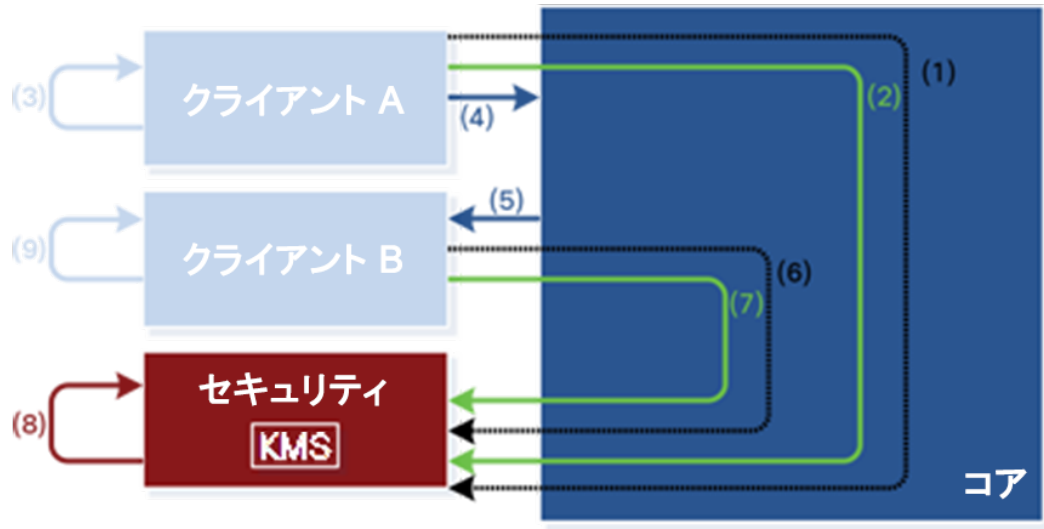 (1)
(2)
(3)
クライアント A
(4)
(5)
(9)
クライアント B
(6)
(7)
セキュリティ
(8)
KMS
コア